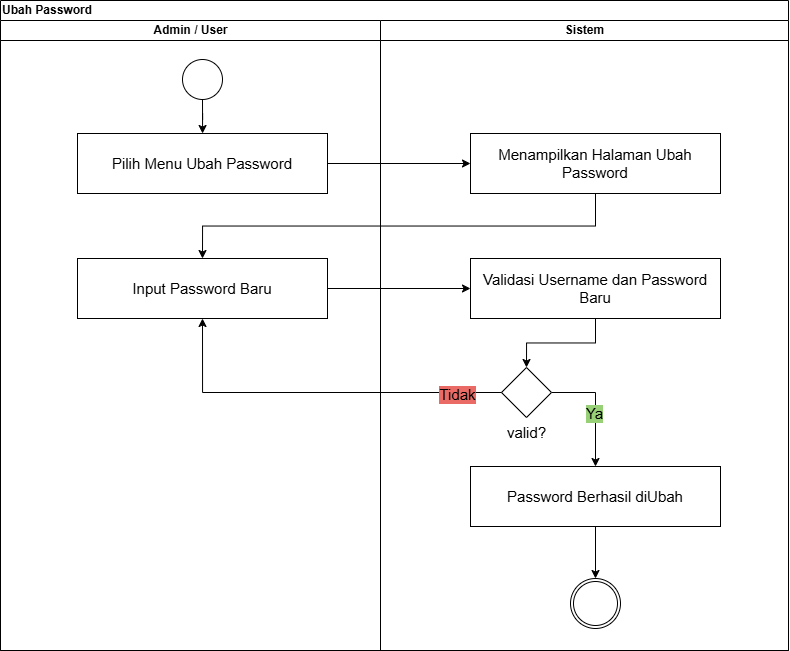 Ubah Password
Admin / User
Sistem
Pilih Menu Ubah Password
Menampilkan Halaman Ubah
Password
Input Password Baru
Validasi Username dan Password
Baru
Tidak
Ya
valid?
Password Berhasil diUbah